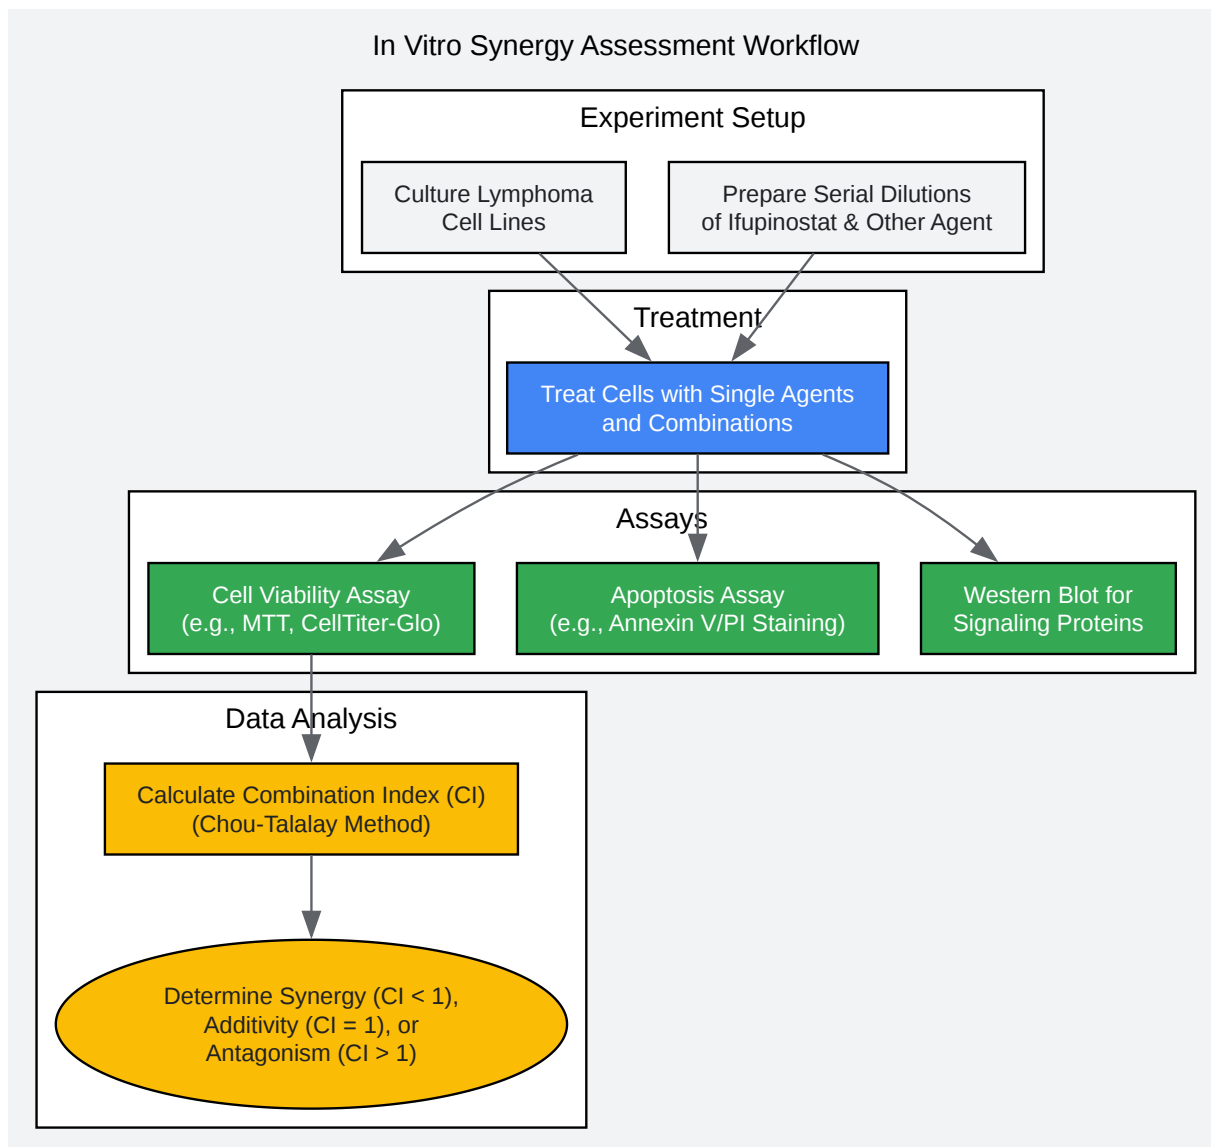 In Vitro Synergy Assessment Workflow
Experiment Setup
Culture Lymphoma
Cell Lines
Prepare Serial Dilutions
of Ifupinostat & Other Agent
Treatment
Treat Cells with Single Agents
and Combinations
Assays
Cell Viability Assay
(e.g., MTT, CellTiter-Glo)
Apoptosis Assay
(e.g., Annexin V/PI Staining)
Western Blot for
Signaling Proteins
Data Analysis
Calculate Combination Index (CI)
(Chou-Talalay Method)
Determine Synergy (CI < 1),
Additivity (CI = 1), or
Antagonism (CI > 1)